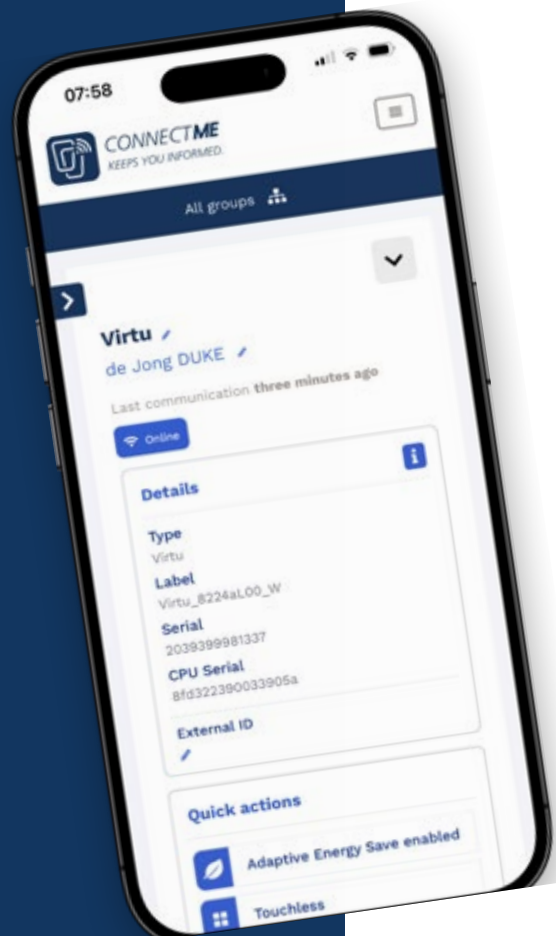 07:58
CONNECTME
KEEPS YOU INFORMED.
All groups
Virtu
de Jong DUKE
Last communication three minutes ago
Online
Details
Type
Virtu
Label
Virtu_8224aL00_W
Serial
2039399981337
CPU Serial
8fd322390033905a
External ID
Quick actions
Adaptive Energy Save enabled
Touchless